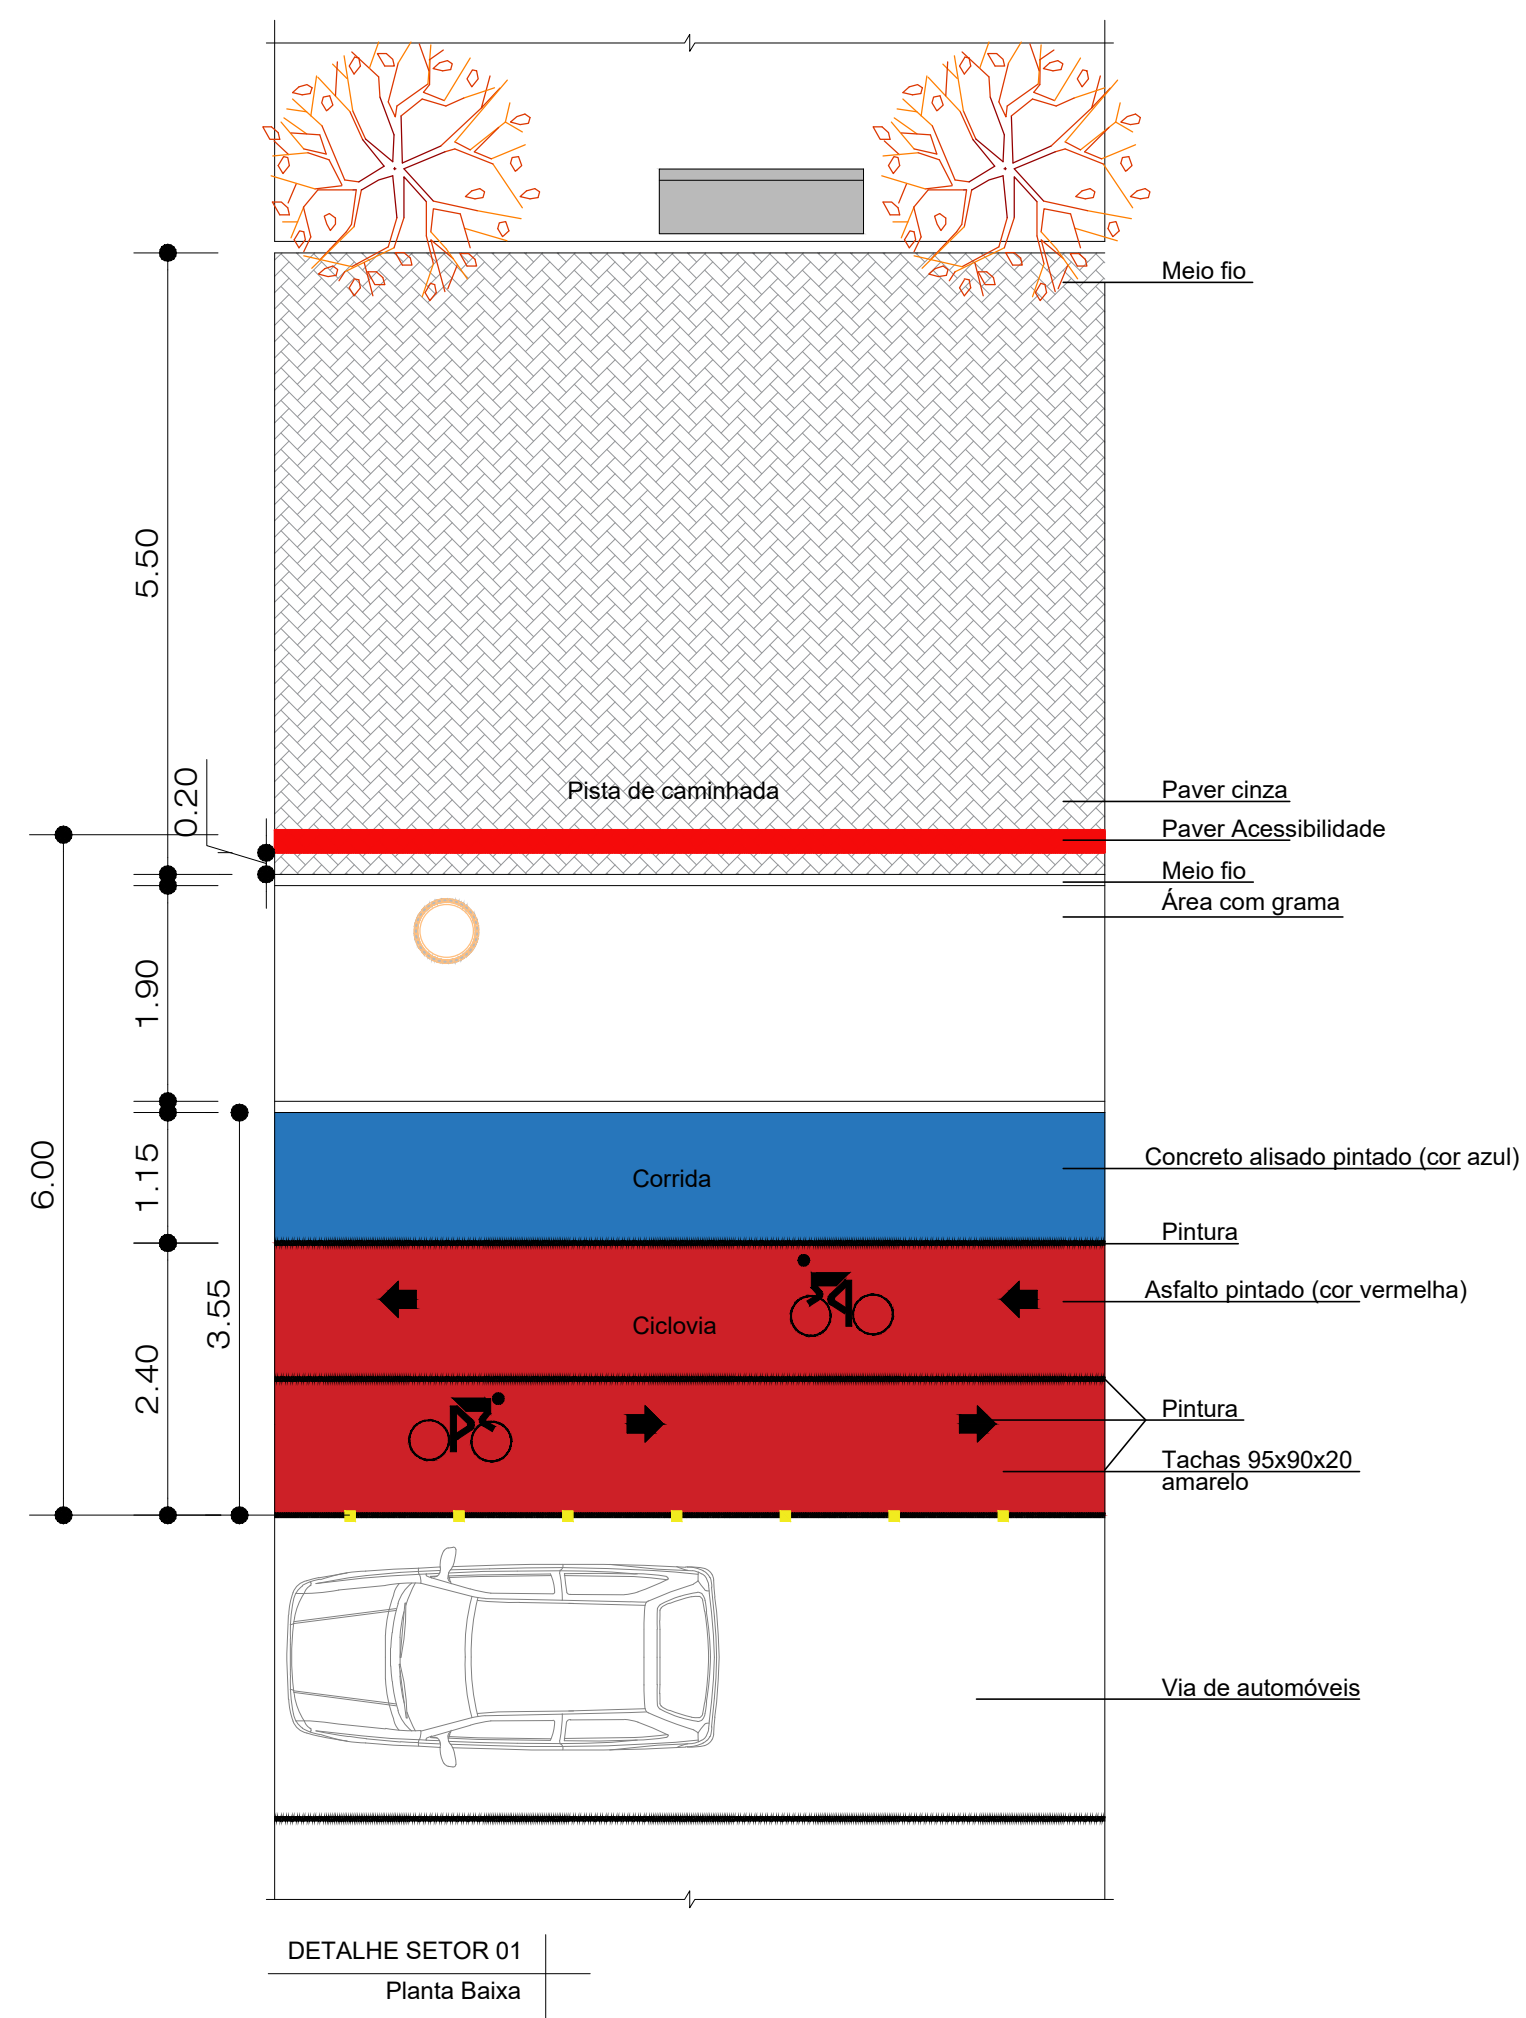 Meio fio
5.50
0.20
Pista de caminhada
Paver cinza
Paver Acessibilidade
Meio fio
Área com grama
1.90
6.00
1.15
Corrida
Concreto alisado pintado (cor azul)
Pintura
3.55
Asfalto pintado (cor vermelha)
Ciclovia
2.40
Pintura
Tachas 95x90x20
amarelo
Via de automóveis
DETALHE SETOR 01
Planta Baixa